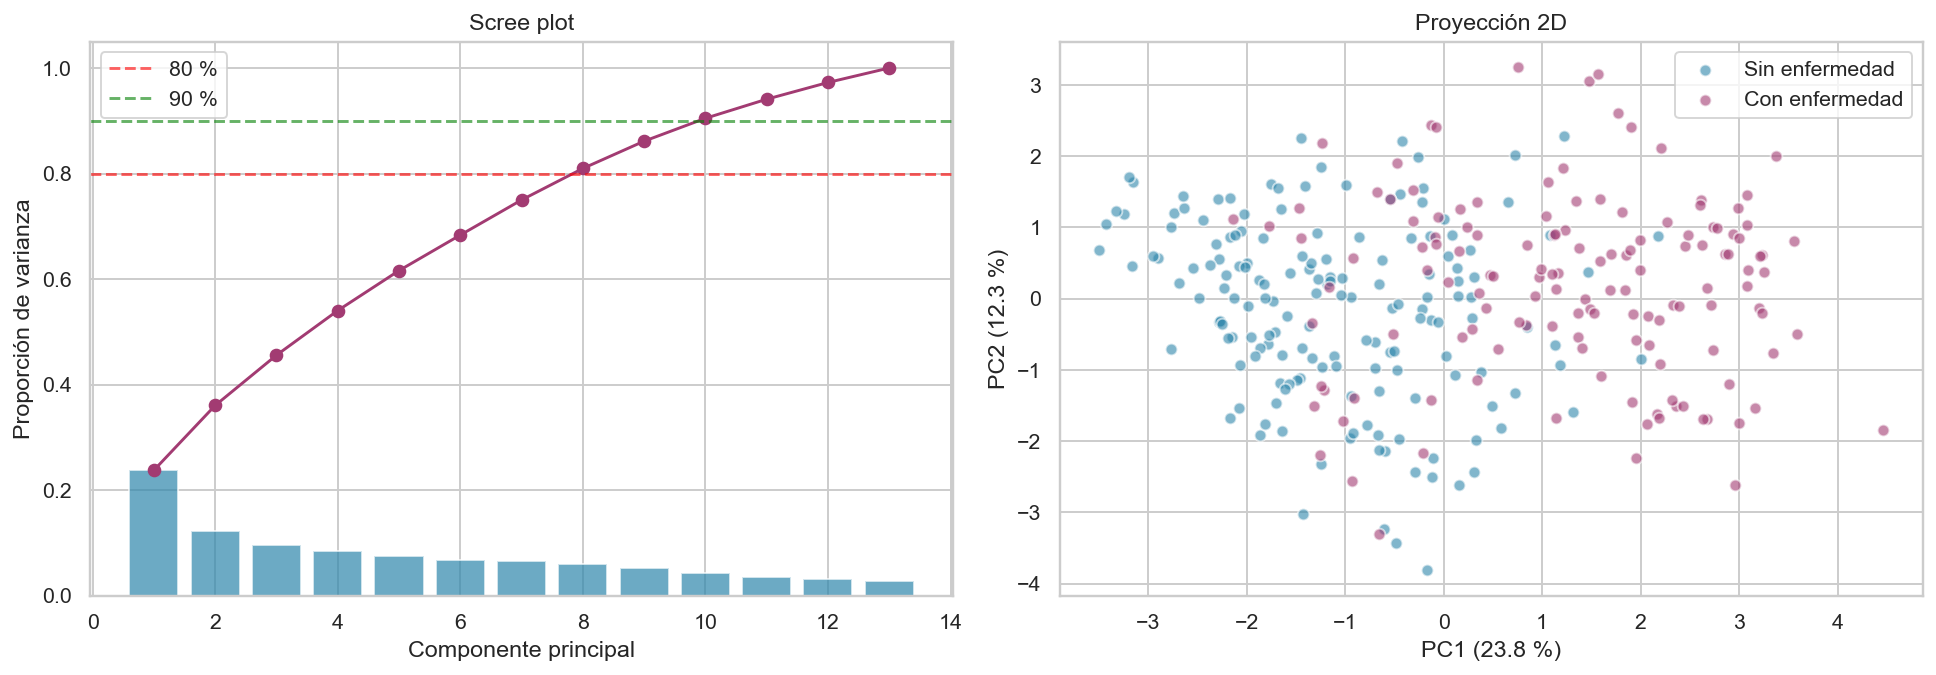 Scree plot
80 %
90 %
1.0
0.8
0.6
0.4
0.2
0.0
Proporción de varianza
0 2 4 6 8 10 12 14
Componente principal
Proyección 2D
Sin enfermedad
Con enfermedad
3
2
1
0
−1
−2
−3
−4
PC2 (12.3 %)
−3 −2 −1 0 1 2 3 4
PC1 (23.8 %)